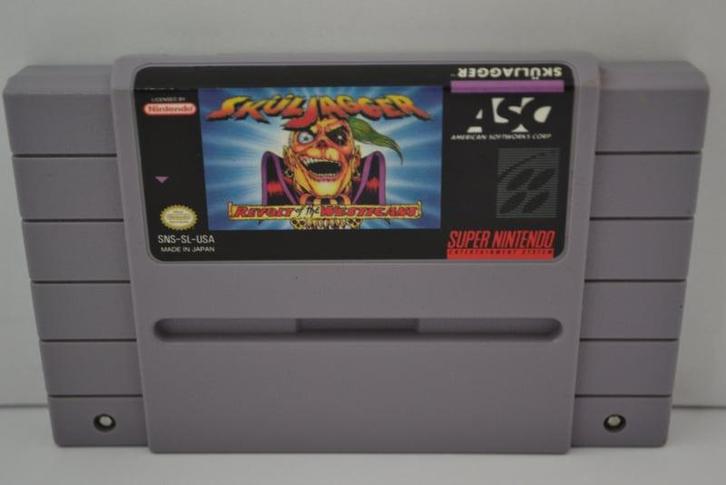 SKÜLJAGGER™
LICENSED BY
Nintendo
SKÜLJAGGER
REVOLT of the WESTICANS
ASC
AMERICAN SOFTWORKS CORP
SNS-SL-USA
MADE IN JAPAN
SUPER NINTENDO
ENTERTAINMENT SYSTEM